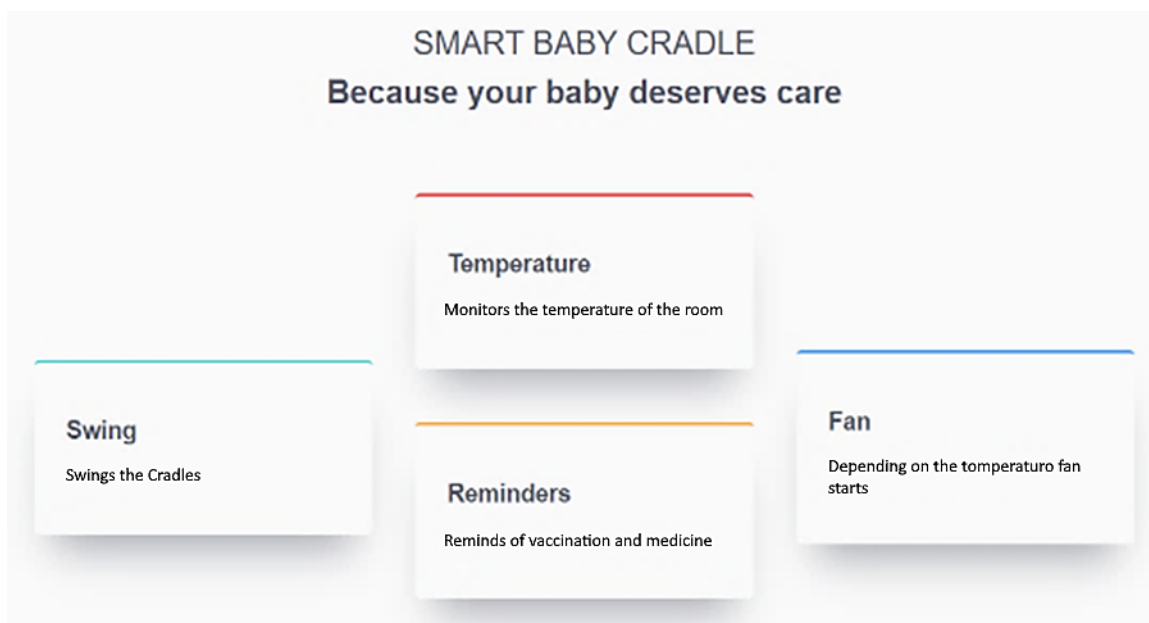 SMART BABY CRADLE
Because your baby deserves care
Temperature
Monitors the temperature of the room
Swing
Swings the Cradles
Fan
Depending on the tomperaturo fan
starts
Reminders
Reminds of vaccination and medicine